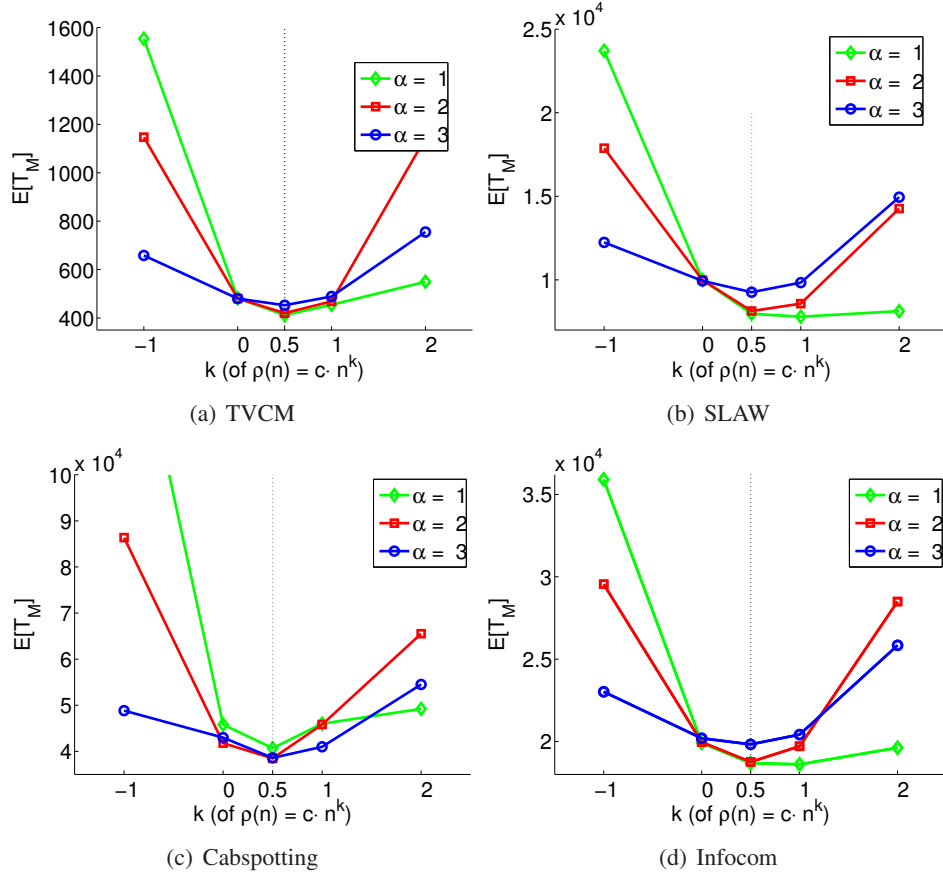 1600
1400
1200
1000
800
600
400
E[T_M]
α = 1
α = 2
α = 3
−1 0 0.5 1 2
k (of ρ(n) = c· n^k)
(a) TVCM
x 10^4
2.5
2
1.5
1
E[T_M]
α = 1
α = 2
α = 3
−1 0 0.5 1 2
k (of ρ(n) = c· n^k)
(b) SLAW
x 10^4
10
9
8
7
6
5
4
E[T_M]
α = 1
α = 2
α = 3
−1 0 0.5 1 2
k (of ρ(n) = c· n^k)
(c) Cabspotting
x 10^4
3.5
3
2.5
2
E[T_M]
α = 1
α = 2
α = 3
−1 0 0.5 1 2
k (of ρ(n) = c· n^k)
(d) Infocom